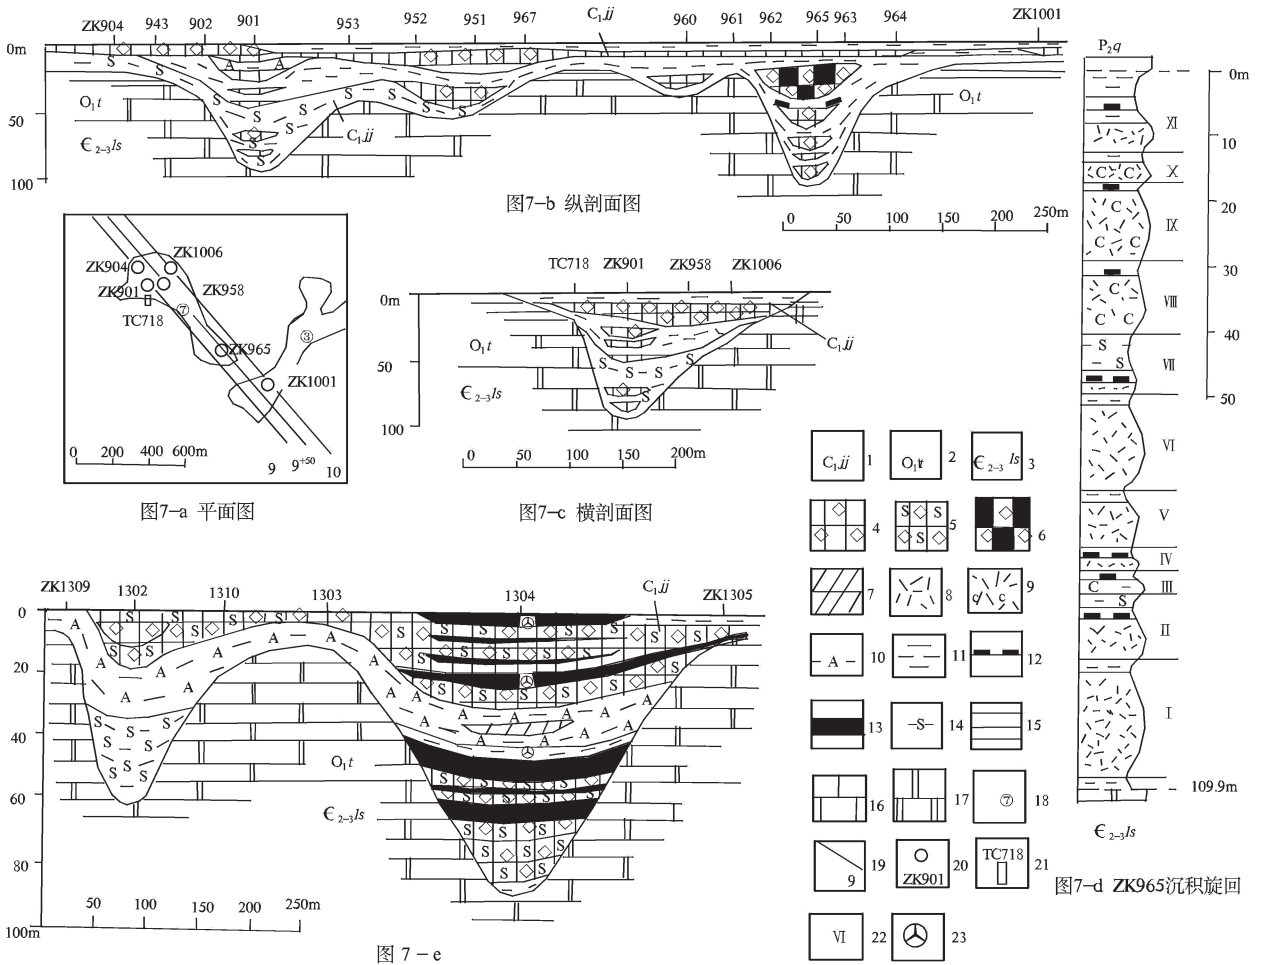 ZK904 943 902 901 953 952 951 967 C₁jj 960 961 962 965 963 964 ZK1001
0m
50
100
O₁t
Є₂₋₃ls
C₁jj
O₁t
A A
S S S S S S S S S S S S S S S
图7-b 纵剖面图
0 50 100 150 200 250m
ZK904
ZK1006
ZK901
ZK958
TC718
⑦
③
ZK965
ZK1001
0 200 400 600m
9 9⁺⁵⁰ 10
图7-a 平面图
TC718 ZK901 ZK958 ZK1006
0m
50
100
O₁t
Є₂₋₃ls
C₁jj
S S S S S S
0 50 100 150 200m
图7-c 横剖面图
P₂q
0m
10
20
30
40
50
109.9m
XI
X
IX
VIII
VII
VI
V
IV
III
II
I
C C
C
C C
C
C C
S
S
C
S
Є₂₋₃ls
图7-d ZK965沉积旋回
ZK1309 1302 1310 1303 1304 C₁jj ZK1305
0
20
40
60
80
100m
O₁t
Є₂₋₃ls
50 100 150 200 250m
图 7-e
C₁jj 1
O₁t 2
Є₂₋₃ls 3
4
S S S 5
6
7
8
c c 9
A 10
11
12
13
S 14
15
16
17
⑦ 18
9 19
ZK901 20
TC718 21
VI 22
23